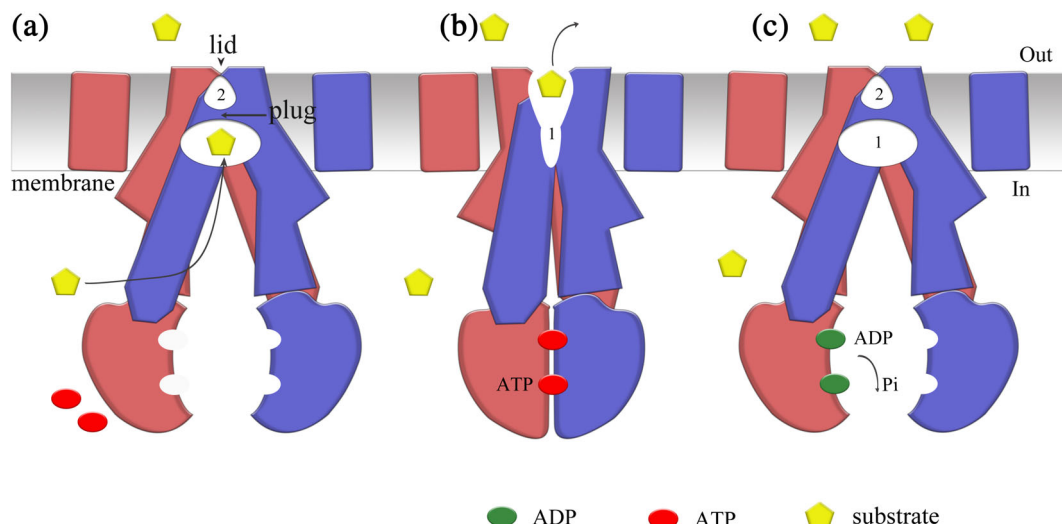 (a)
(b)
(c)
lid
Out
2
2
plug
1
1
membrane
In
ADP
ATP
Pi
ADP
ATP
substrate